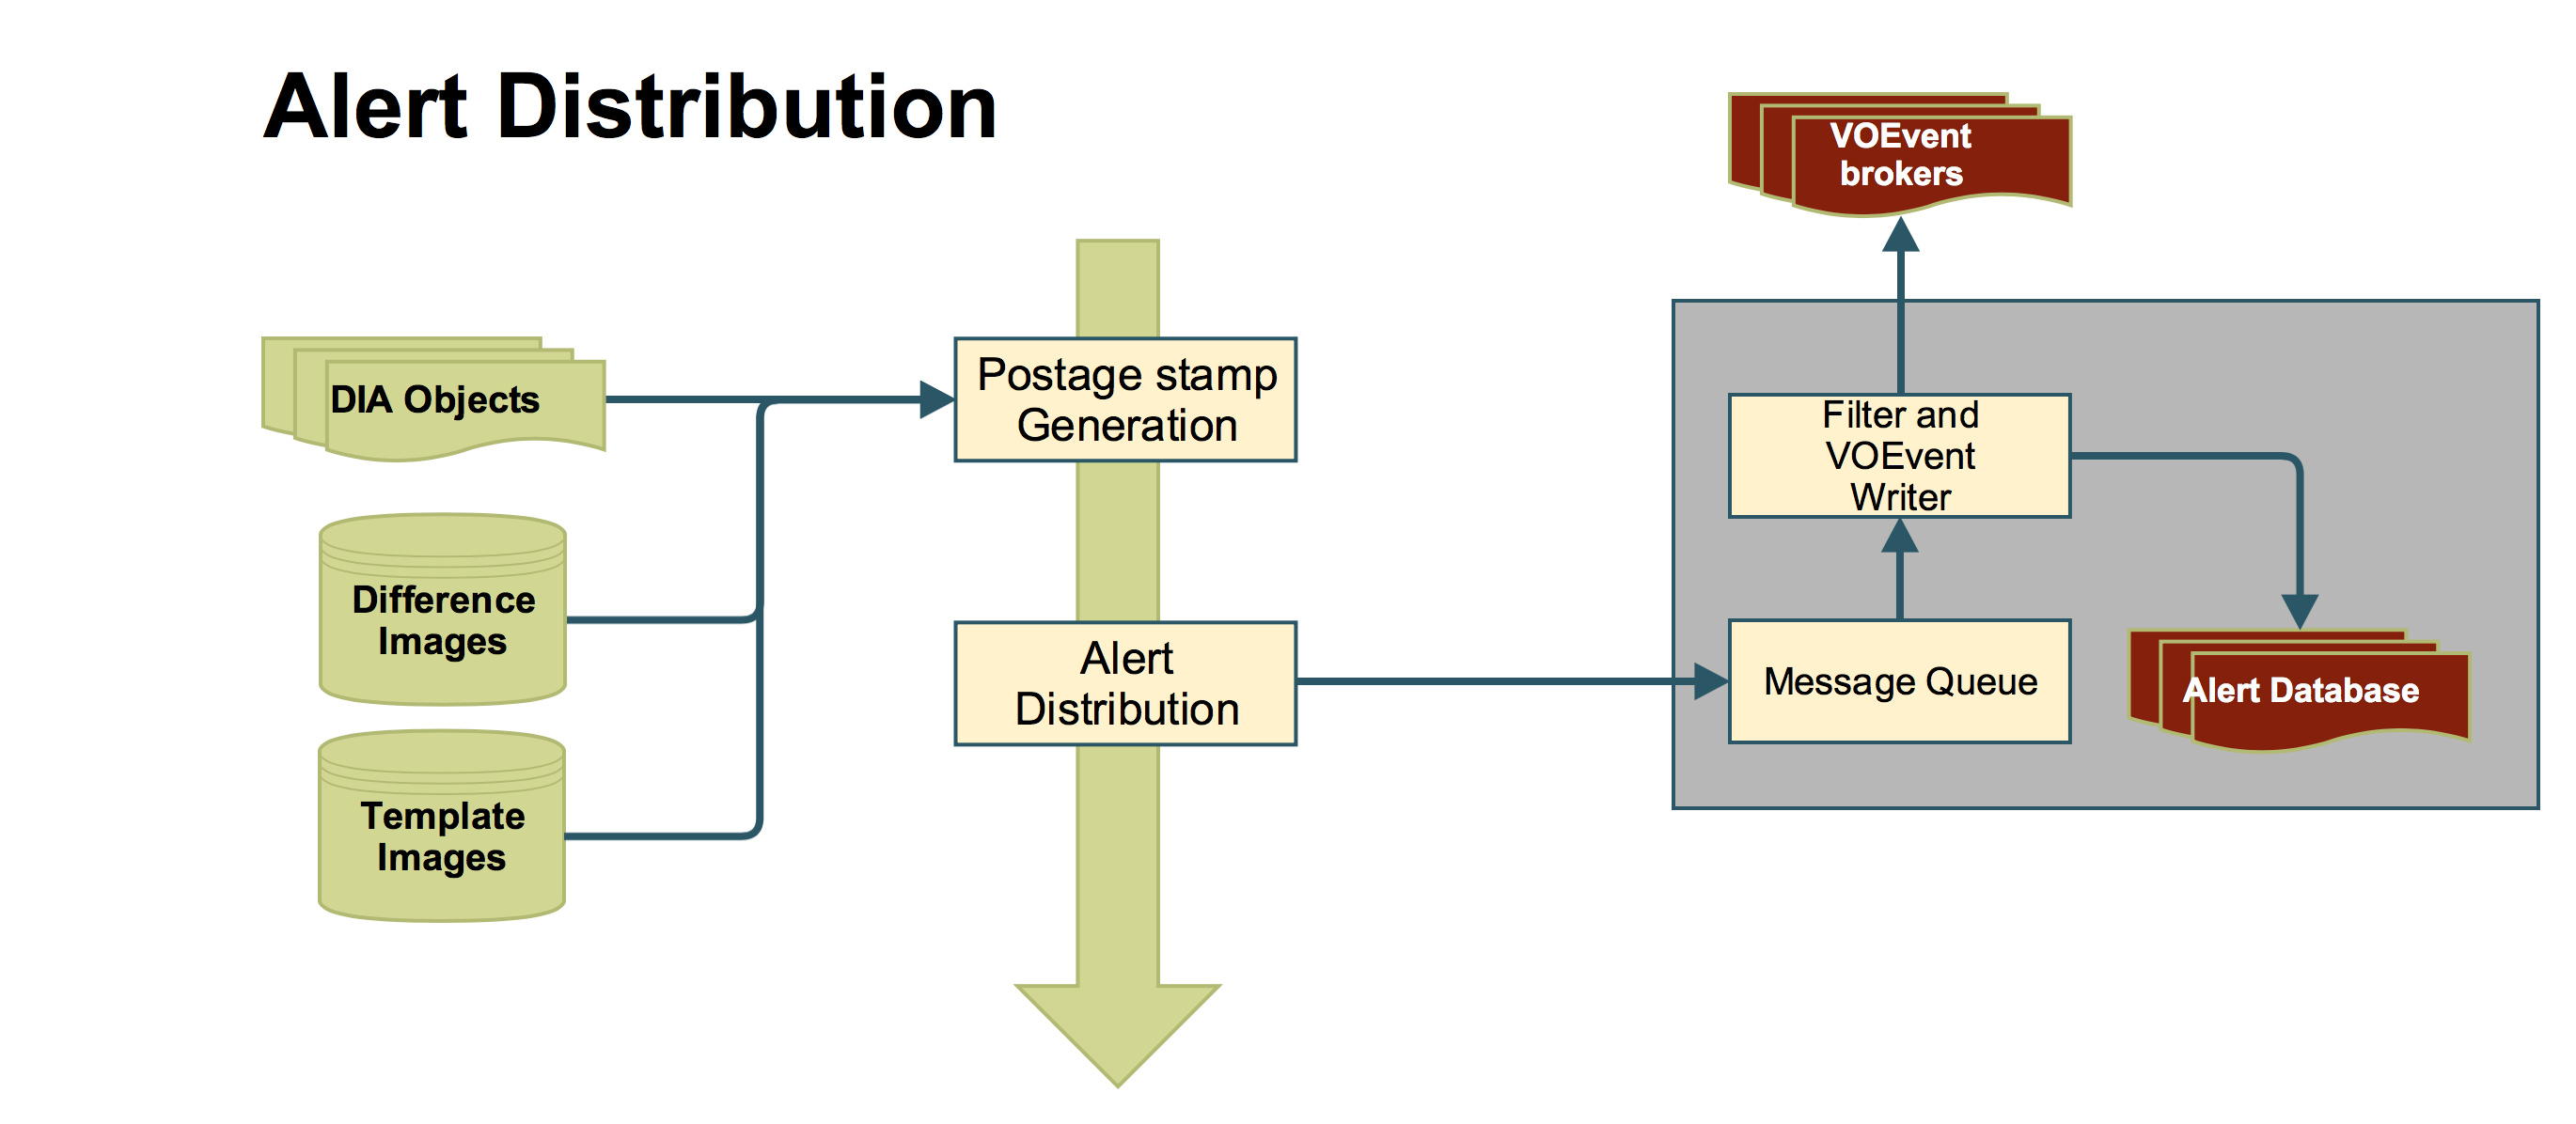 Alert Distribution
DIA Objects
Difference
Images
Template
Images
Postage stamp
Generation
Alert
Distribution
VOEvent
brokers
Filter and
VOEvent
Writer
Message Queue
Alert Database